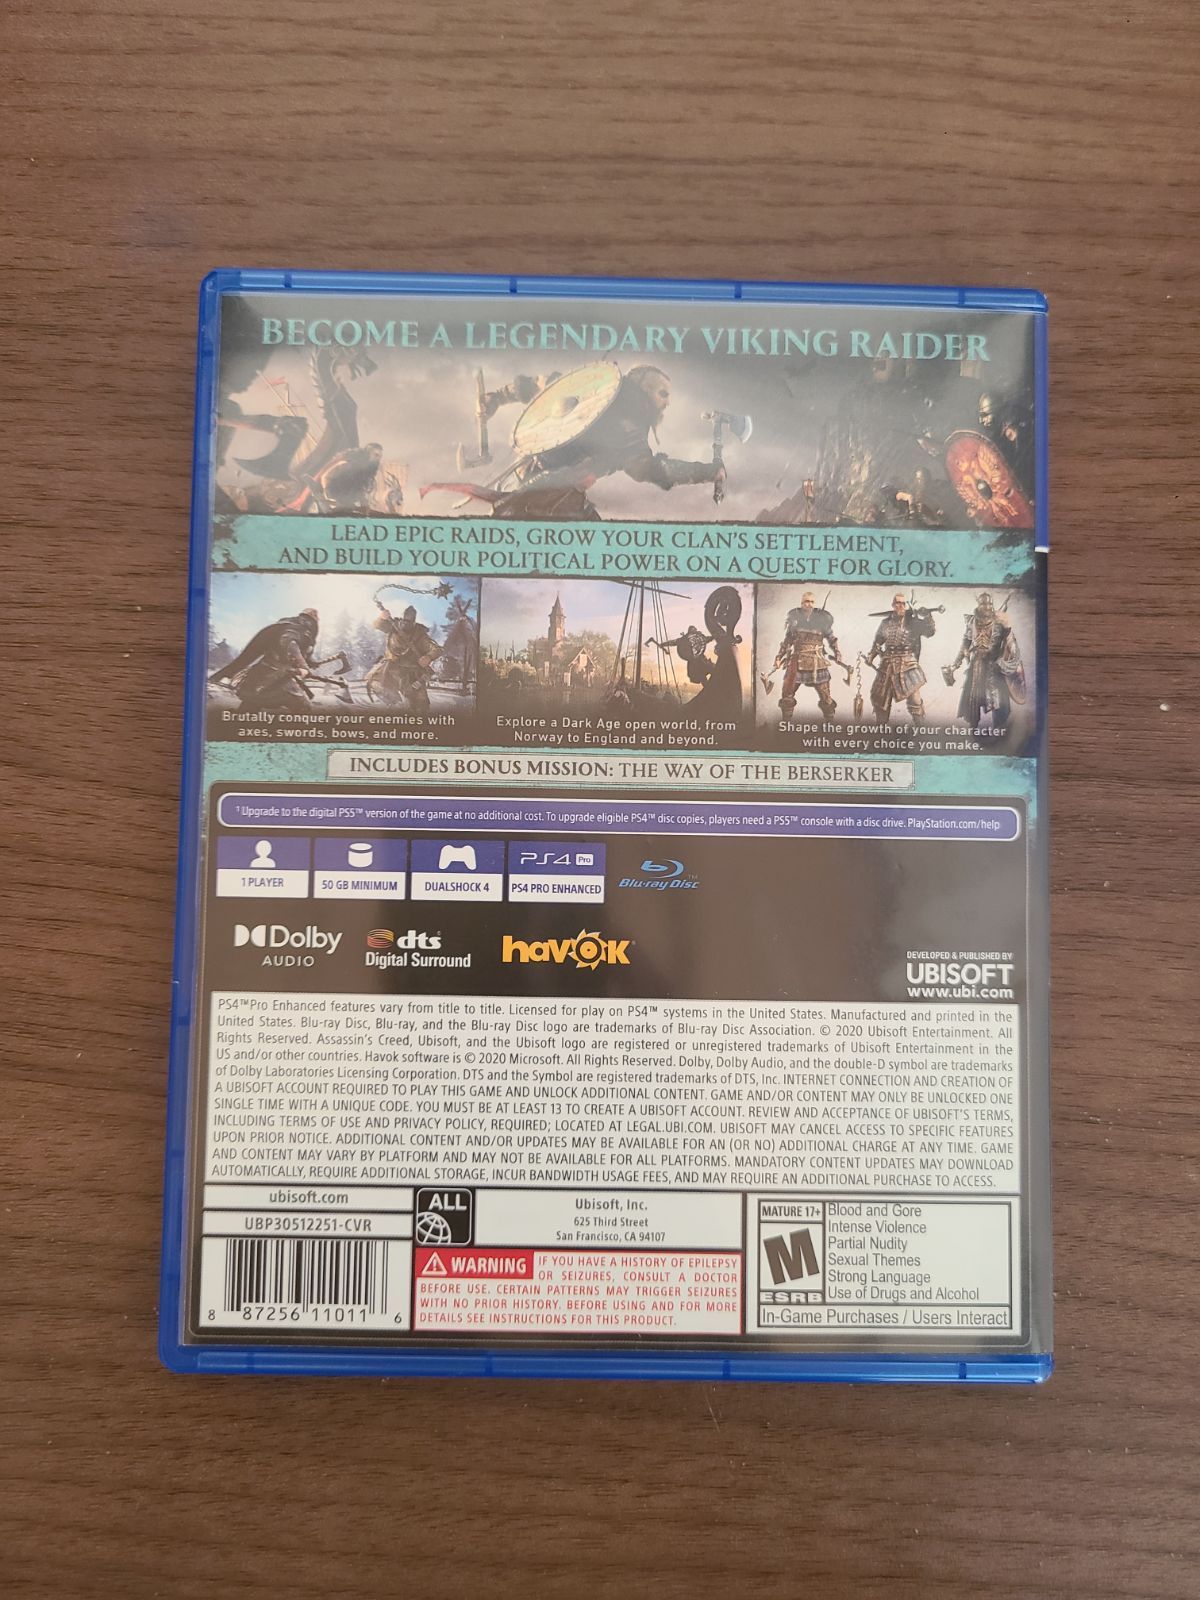 BECOME A LEGENDARY VIKING RAIDER
LEAD EPIC RAIDS, GROW YOUR CLAN'S SETTLEMENT,
AND BUILD YOUR POLITICAL POWER ON A QUEST FOR GLORY.
Brutally conquer your enemies with
axes, swords, bows, and more.
Explore a Dark Age open world, from
Norway to England and beyond.
Shape the growth of your character
with every choice you make.
INCLUDES BONUS MISSION: THE WAY OF THE BERSERKER
¹ Upgrade to the digital PS5™ version of the game at no additional cost. To upgrade eligible PS4™ disc copies, players need a PS5™ console with a disc drive. PlayStation.com/help
PS4 Pro
1 PLAYER
50 GB MINIMUM
DUALSHOCK 4
PS4 PRO ENHANCED
Blu-ray Disc™
Dolby
AUDIO
dts
Digital Surround
havok
DEVELOPED & PUBLISHED BY
UBISOFT
www.ubi.com
PS4™Pro Enhanced features vary from title to title. Licensed for play on PS4™ systems in the United States. Manufactured and printed in the
United States. Blu-ray Disc, Blu-ray, and the Blu-ray Disc logo are trademarks of Blu-ray Disc Association. © 2020 Ubisoft Entertainment. All
Rights Reserved. Assassin's Creed, Ubisoft, and the Ubisoft logo are registered or unregistered trademarks of Ubisoft Entertainment in the
US and/or other countries. Havok software is © 2020 Microsoft. All Rights Reserved. Dolby, Dolby Audio, and the double-D symbol are trademarks
of Dolby Laboratories Licensing Corporation. DTS and the Symbol are registered trademarks of DTS, Inc. INTERNET CONNECTION AND CREATION OF
A UBISOFT ACCOUNT REQUIRED TO PLAY THIS GAME AND UNLOCK ADDITIONAL CONTENT. GAME AND/OR CONTENT MAY ONLY BE UNLOCKED ONE
SINGLE TIME WITH A UNIQUE CODE. YOU MUST BE AT LEAST 13 TO CREATE A UBISOFT ACCOUNT. REVIEW AND ACCEPTANCE OF UBISOFT'S TERMS,
INCLUDING TERMS OF USE AND PRIVACY POLICY, REQUIRED; LOCATED AT LEGAL.UBI.COM. UBISOFT MAY CANCEL ACCESS TO SPECIFIC FEATURES
UPON PRIOR NOTICE. ADDITIONAL CONTENT AND/OR UPDATES MAY BE AVAILABLE FOR AN (OR NO) ADDITIONAL CHARGE AT ANY TIME. GAME
AND CONTENT MAY VARY BY PLATFORM AND MAY NOT BE AVAILABLE FOR ALL PLATFORMS. MANDATORY CONTENT UPDATES MAY DOWNLOAD
AUTOMATICALLY, REQUIRE ADDITIONAL STORAGE, INCUR BANDWIDTH USAGE FEES, AND MAY REQUIRE AN ADDITIONAL PURCHASE TO ACCESS.
ubisoft.com
UBP30512251-CVR
8 87256 11011 6
ALL
Ubisoft, Inc.
625 Third Street
San Francisco, CA 94107
WARNING IF YOU HAVE A HISTORY OF EPILEPSY
OR SEIZURES, CONSULT A DOCTOR
BEFORE USE. CERTAIN PATTERNS MAY TRIGGER SEIZURES
WITH NO PRIOR HISTORY. BEFORE USING AND FOR MORE
DETAILS SEE INSTRUCTIONS FOR THIS PRODUCT.
MATURE 17+
M
ESRB
Blood and Gore
Intense Violence
Partial Nudity
Sexual Themes
Strong Language
Use of Drugs and Alcohol
In-Game Purchases / Users Interact